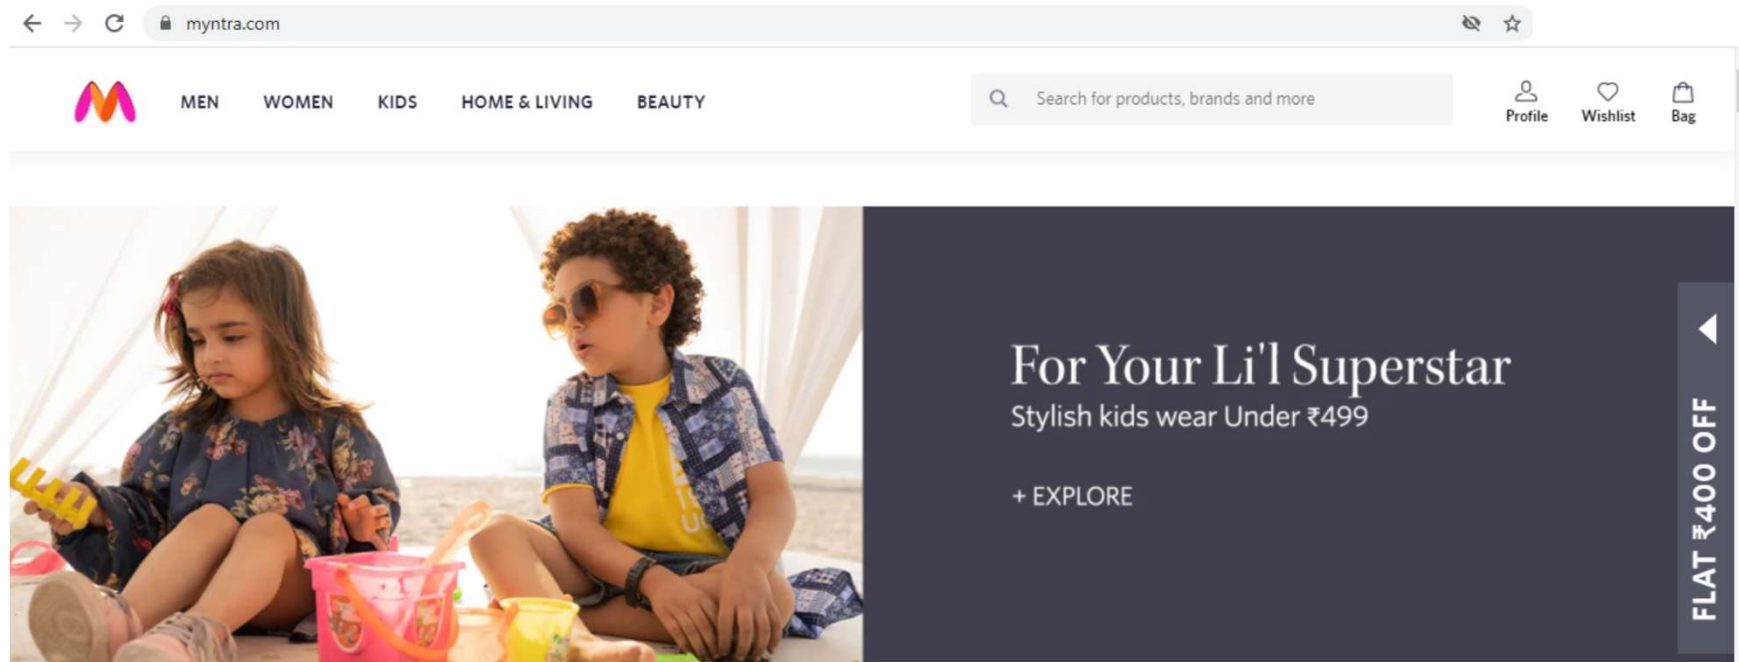 myntra.com
MEN WOMEN KIDS HOME & LIVING BEAUTY
Search for products, brands and more
Profile Wishlist Bag
For Your Li'l Superstar
Stylish kids wear Under ₹499
+ EXPLORE
FLAT ₹400 OFF